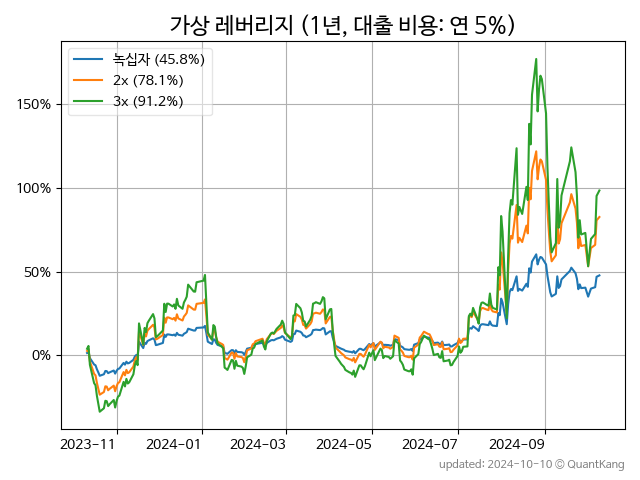 가상 레버리지 (1년, 대출 비용: 연 5%)
녹십자 (45.8%)
2x (78.1%)
3x (91.2%)
150%
100%
50%
0%
2023-11 2024-01 2024-03 2024-05 2024-07 2024-09
updated: 2024-10-10 © QuantKang